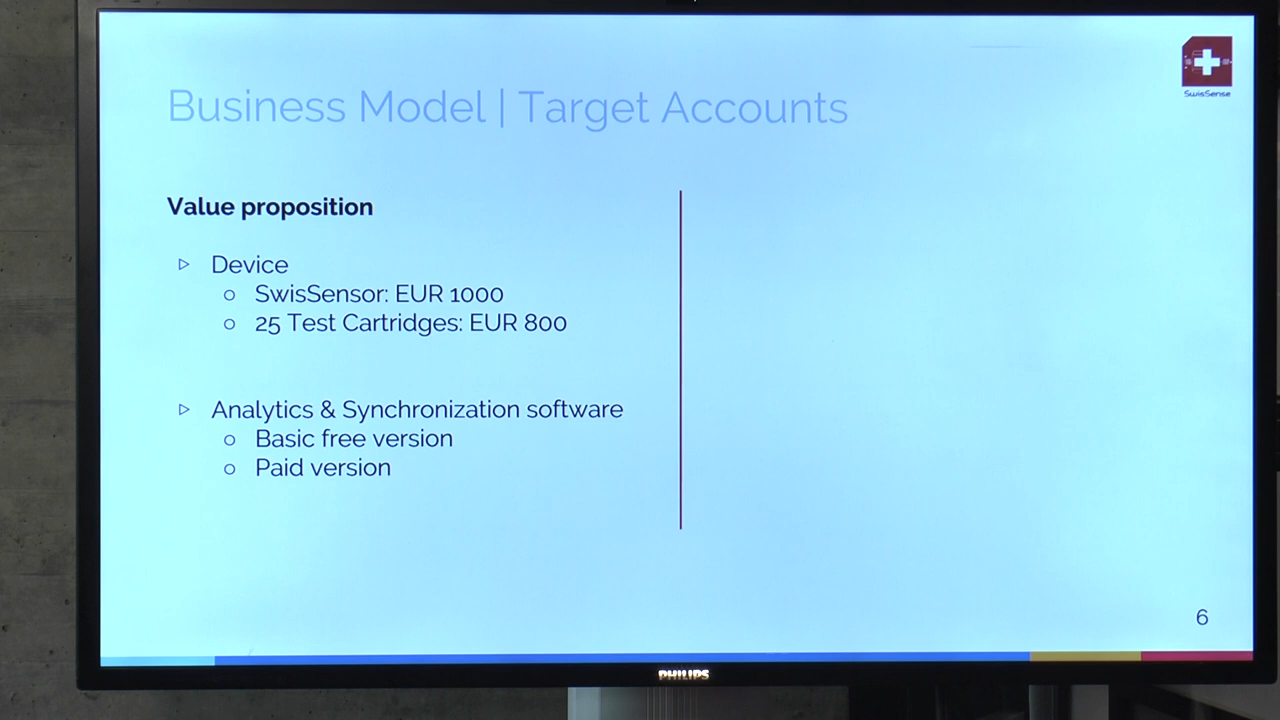 SwisSense
Business Model | Target Accounts
Value proposition
Device
SwisSensor: EUR 1000
25 Test Cartridges: EUR 800
Analytics & Synchronization software
Basic free version
Paid version
6
PHILIPS